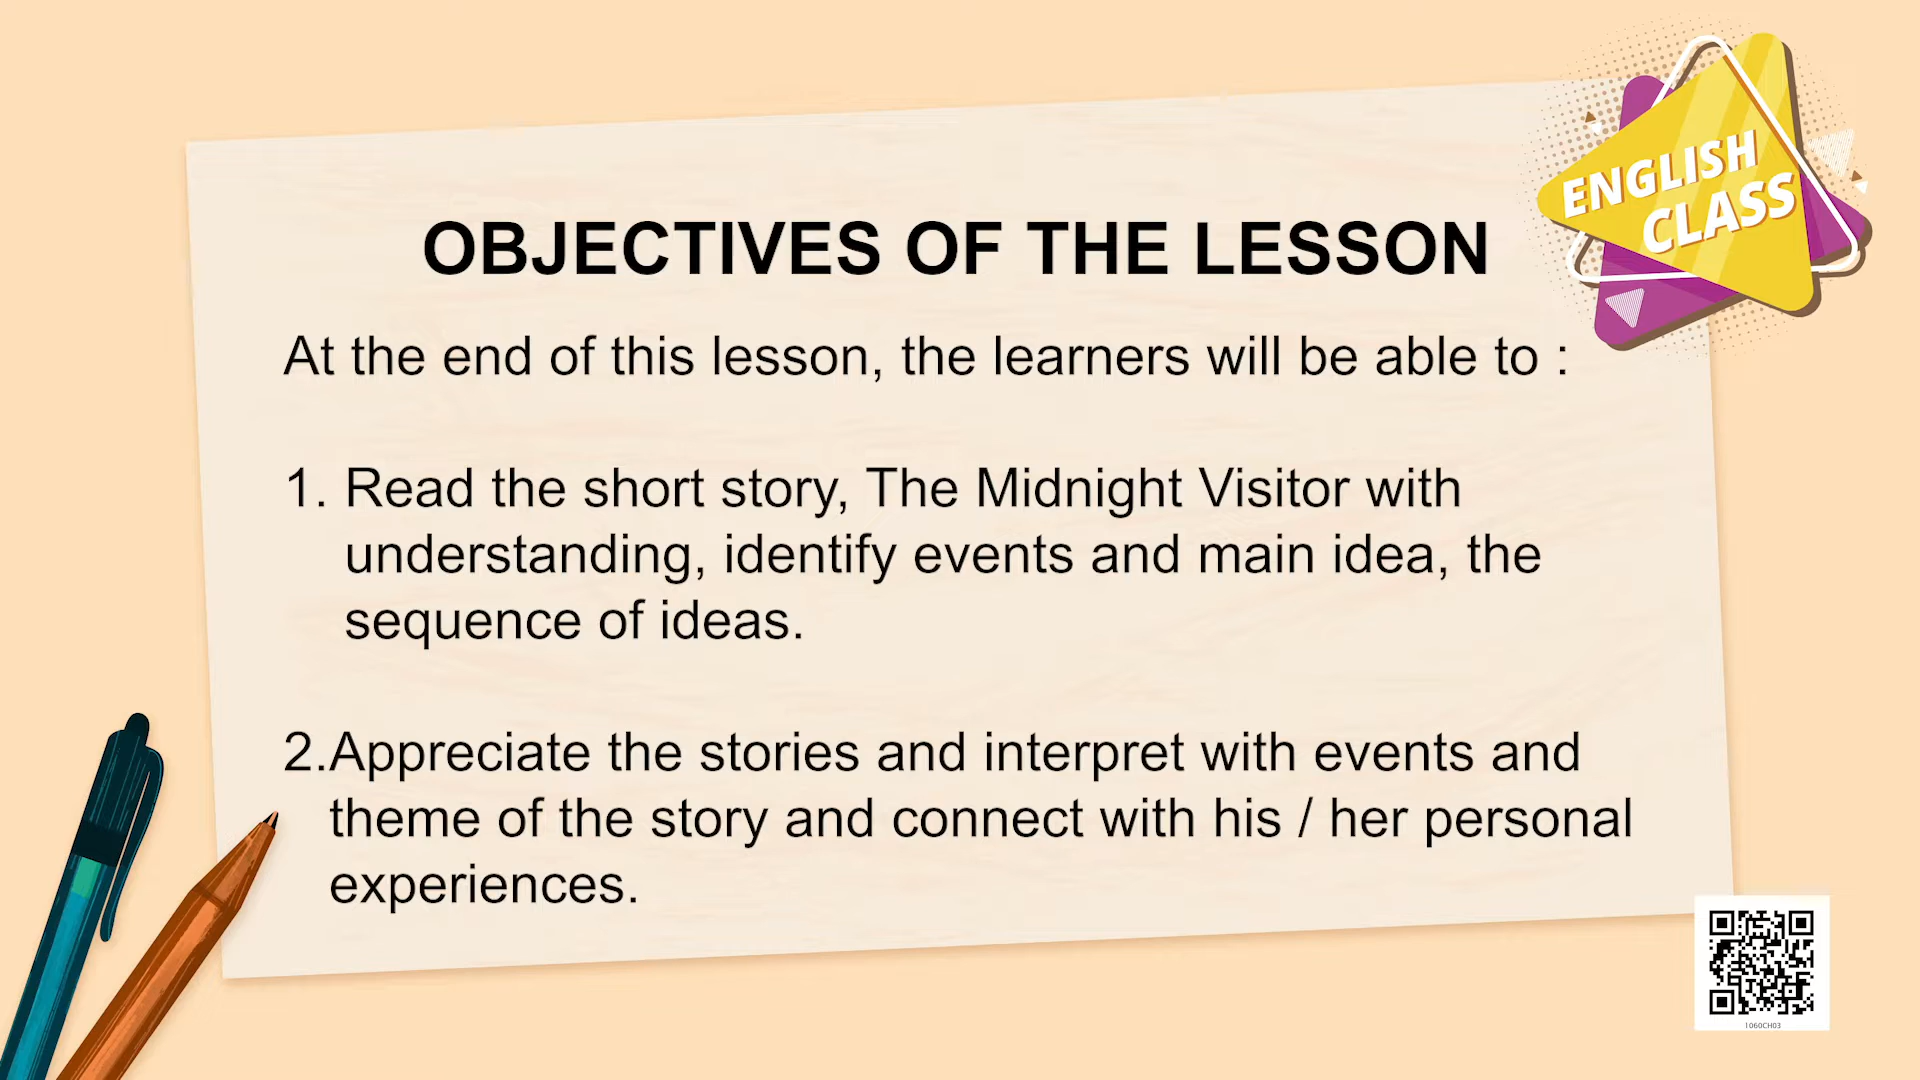 ENGLISH
CLASS
OBJECTIVES OF THE LESSON
At the end of this lesson, the learners will be able to :
1. Read the short story, The Midnight Visitor with
understanding, identify events and main idea, the
sequence of ideas.
2.Appreciate the stories and interpret with events and
theme of the story and connect with his / her personal
experiences.
1060CH03